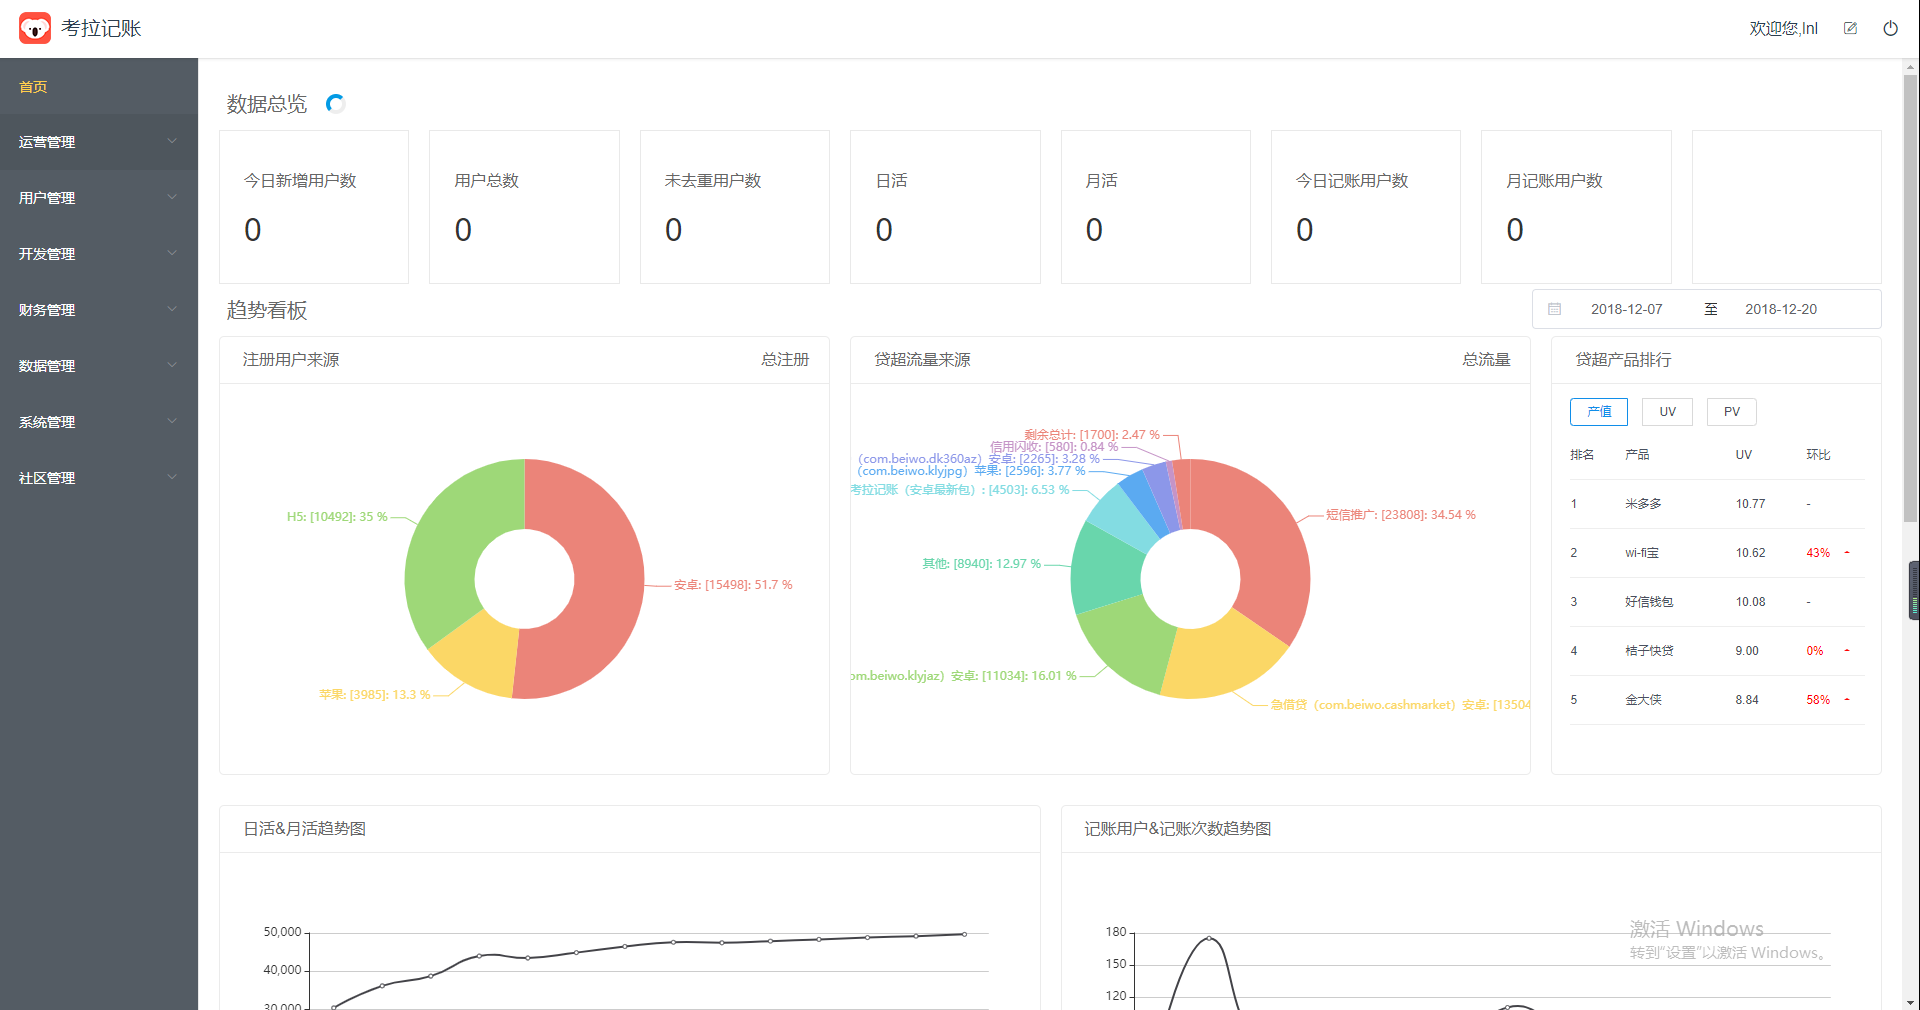 考拉记账
欢迎您,lnl
首页
运营管理
用户管理
开发管理
财务管理
数据管理
系统管理
社区管理
数据总览
今日新增用户数
0
用户总数
0
未去重用户数
0
日活
0
月活
0
今日记账用户数
0
月记账用户数
0
趋势看板
2018-12-07 至 2018-12-20
注册用户来源 总注册
H5: [10492]: 35 %
安卓: [15498]: 51.7 %
苹果: [3985]: 13.3 %
贷超流量来源 总流量
剩余总计: [1700]: 2.47 %
信用闪收: [580]: 0.84 %
（com.beiwo.dk360az）安卓: [2265]: 3.28 %
（com.beiwo.klyjpg）苹果: [2596]: 3.77 %
考拉记账（安卓最新包）: [4503]: 6.53 %
短信推广: [23808]: 34.54 %
其他: [8940]: 12.97 %
om.beiwo.klyjaz）安卓: [11034]: 16.01 %
急借贷（com.beiwo.cashmarket）安卓: [13504
贷超产品排行
产值 UV PV
排名 产品 UV 环比
1 米多多 10.77 -
2 wi-fi宝 10.62 43%
3 好信钱包 10.08 -
4 桔子快贷 9.00 0%
5 金大侠 8.84 58%
日活&月活趋势图
50,000
40,000
30,000
记账用户&记账次数趋势图
180
150
120
激活 Windows
转到“设置”以激活 Windows。